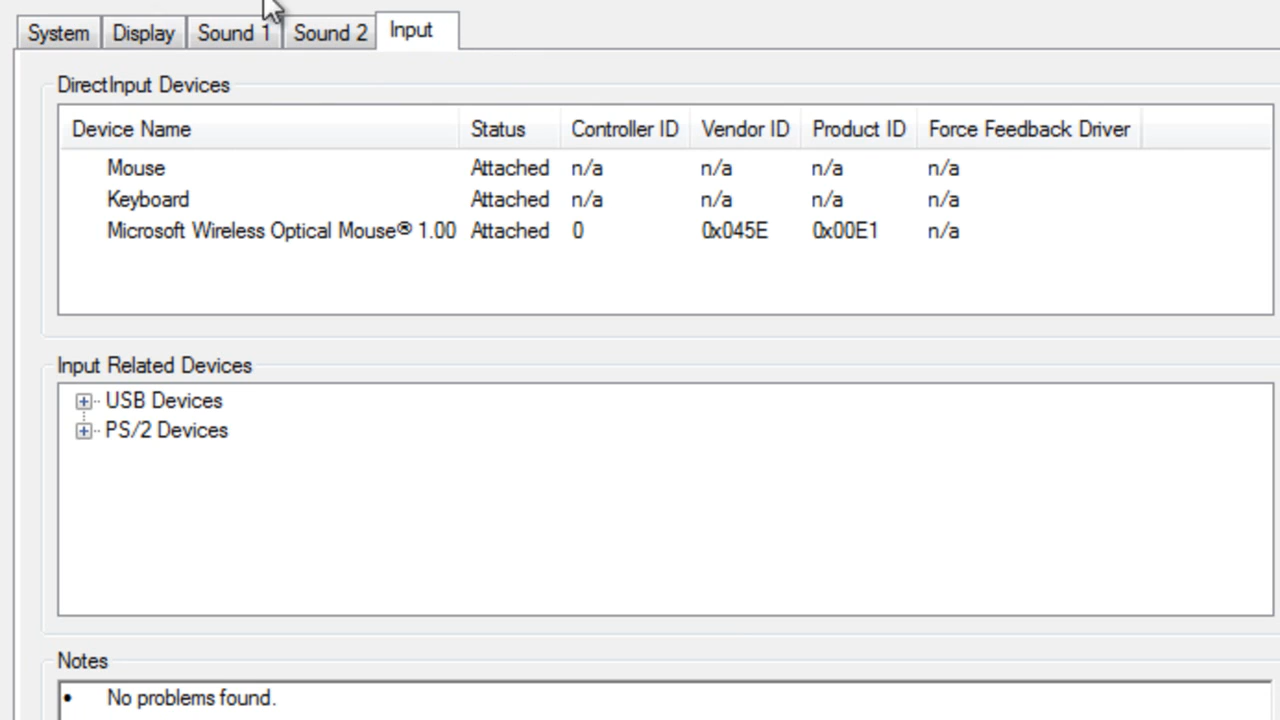 System Display Sound 1 Sound 2 Input
DirectInput Devices
Device Name Status Controller ID Vendor ID Product ID Force Feedback Driver
Mouse Attached n/a n/a n/a n/a
Keyboard Attached n/a n/a n/a n/a
Microsoft Wireless Optical Mouse® 1.00 Attached 0 0x045E 0x00E1 n/a
Input Related Devices
USB Devices
PS/2 Devices
Notes
• No problems found.